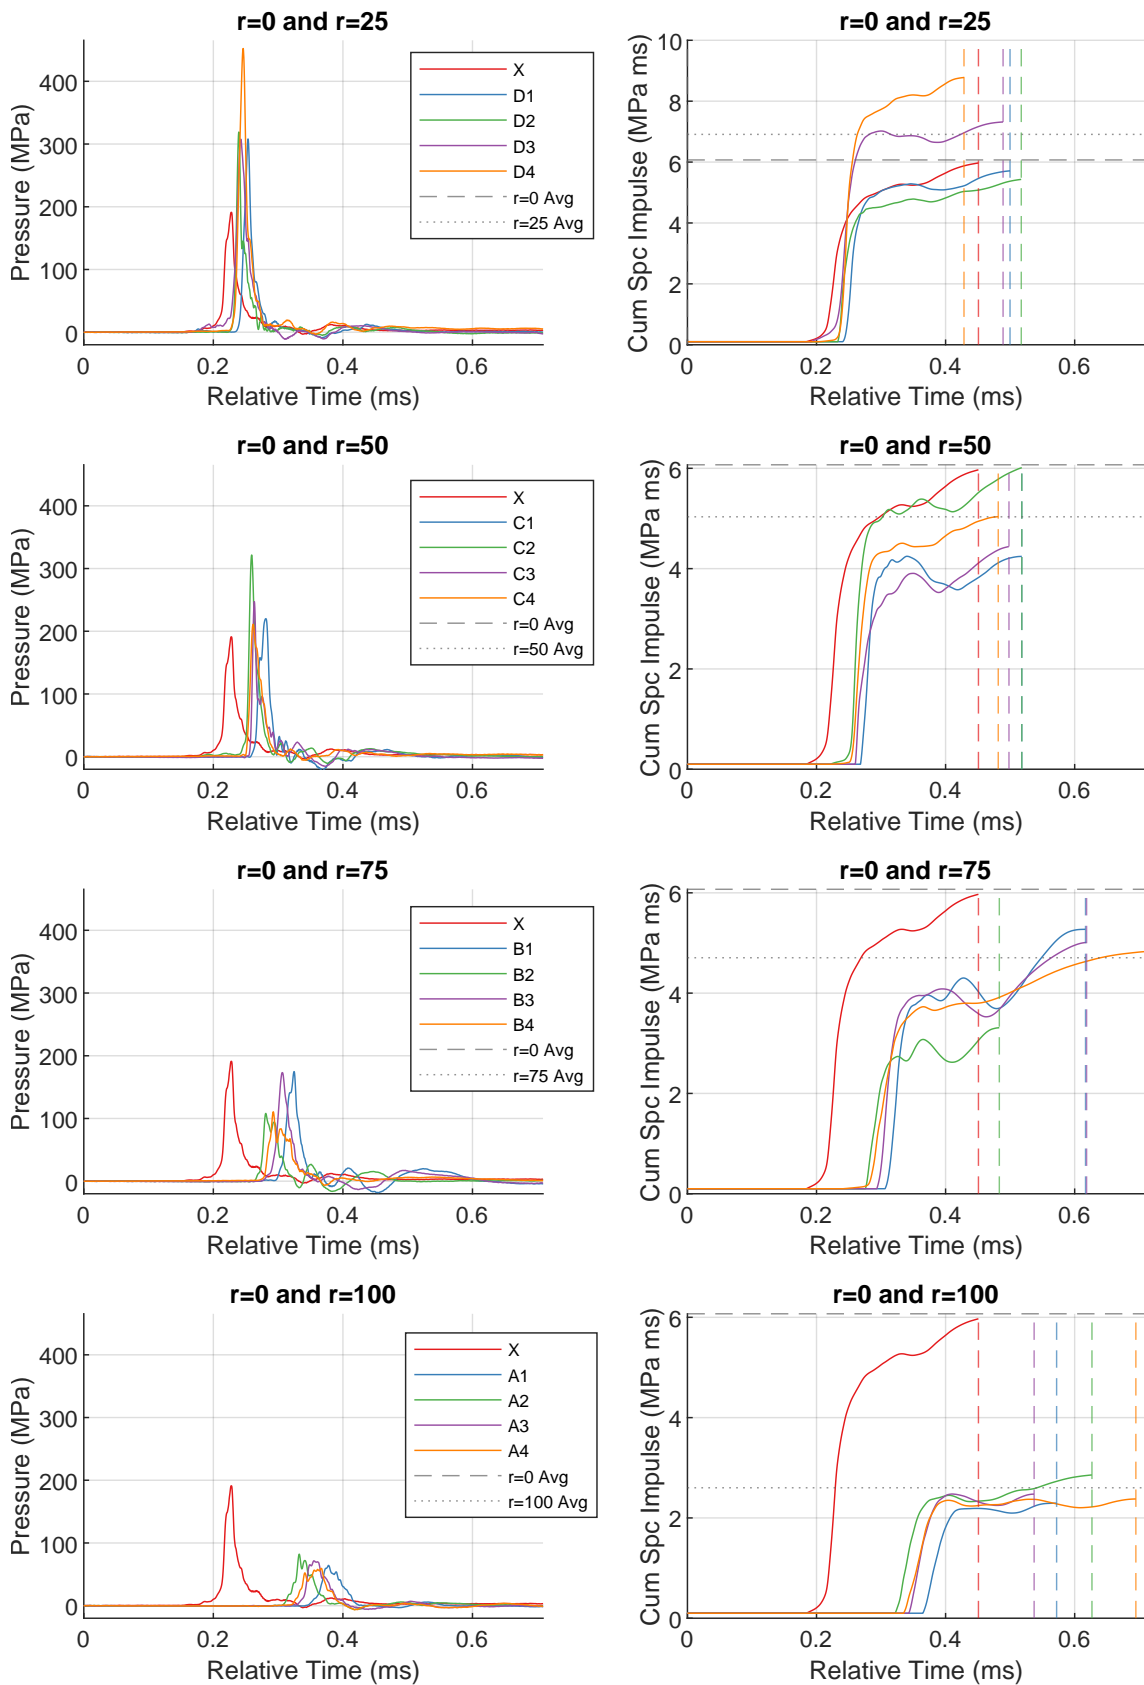 r=0 and r=25
Pressure (MPa)
400
300
200
100
0
0 0.2 0.4 0.6
Relative Time (ms)
X
D1
D2
D3
D4
r=0 Avg
r=25 Avg
r=0 and r=25
Cum Spc Impulse (MPa ms)
10
8
6
4
2
0
0 0.2 0.4 0.6
Relative Time (ms)
r=0 and r=50
Pressure (MPa)
400
300
200
100
0
0 0.2 0.4 0.6
Relative Time (ms)
X
C1
C2
C3
C4
r=0 Avg
r=50 Avg
r=0 and r=50
Cum Spc Impulse (MPa ms)
6
4
2
0
0 0.2 0.4 0.6
Relative Time (ms)
r=0 and r=75
Pressure (MPa)
400
300
200
100
0
0 0.2 0.4 0.6
Relative Time (ms)
X
B1
B2
B3
B4
r=0 Avg
r=75 Avg
r=0 and r=75
Cum Spc Impulse (MPa ms)
6
4
2
0
0 0.2 0.4 0.6
Relative Time (ms)
r=0 and r=100
Pressure (MPa)
400
300
200
100
0
0 0.2 0.4 0.6
Relative Time (ms)
X
A1
A2
A3
A4
r=0 Avg
r=100 Avg
r=0 and r=100
Cum Spc Impulse (MPa ms)
6
4
2
0
0 0.2 0.4 0.6
Relative Time (ms)